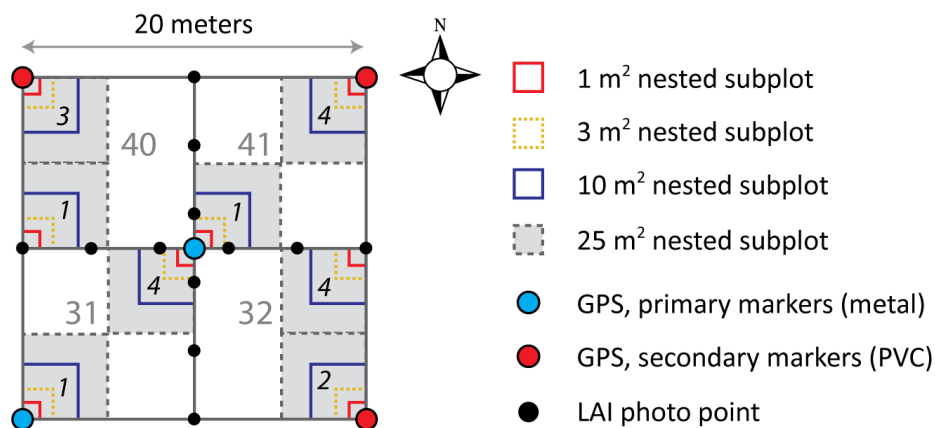 20 meters
N
3
40
41
4
1
1
31
4
32
4
1
2
1 m² nested subplot
3 m² nested subplot
10 m² nested subplot
25 m² nested subplot
GPS, primary markers (metal)
GPS, secondary markers (PVC)
LAI photo point